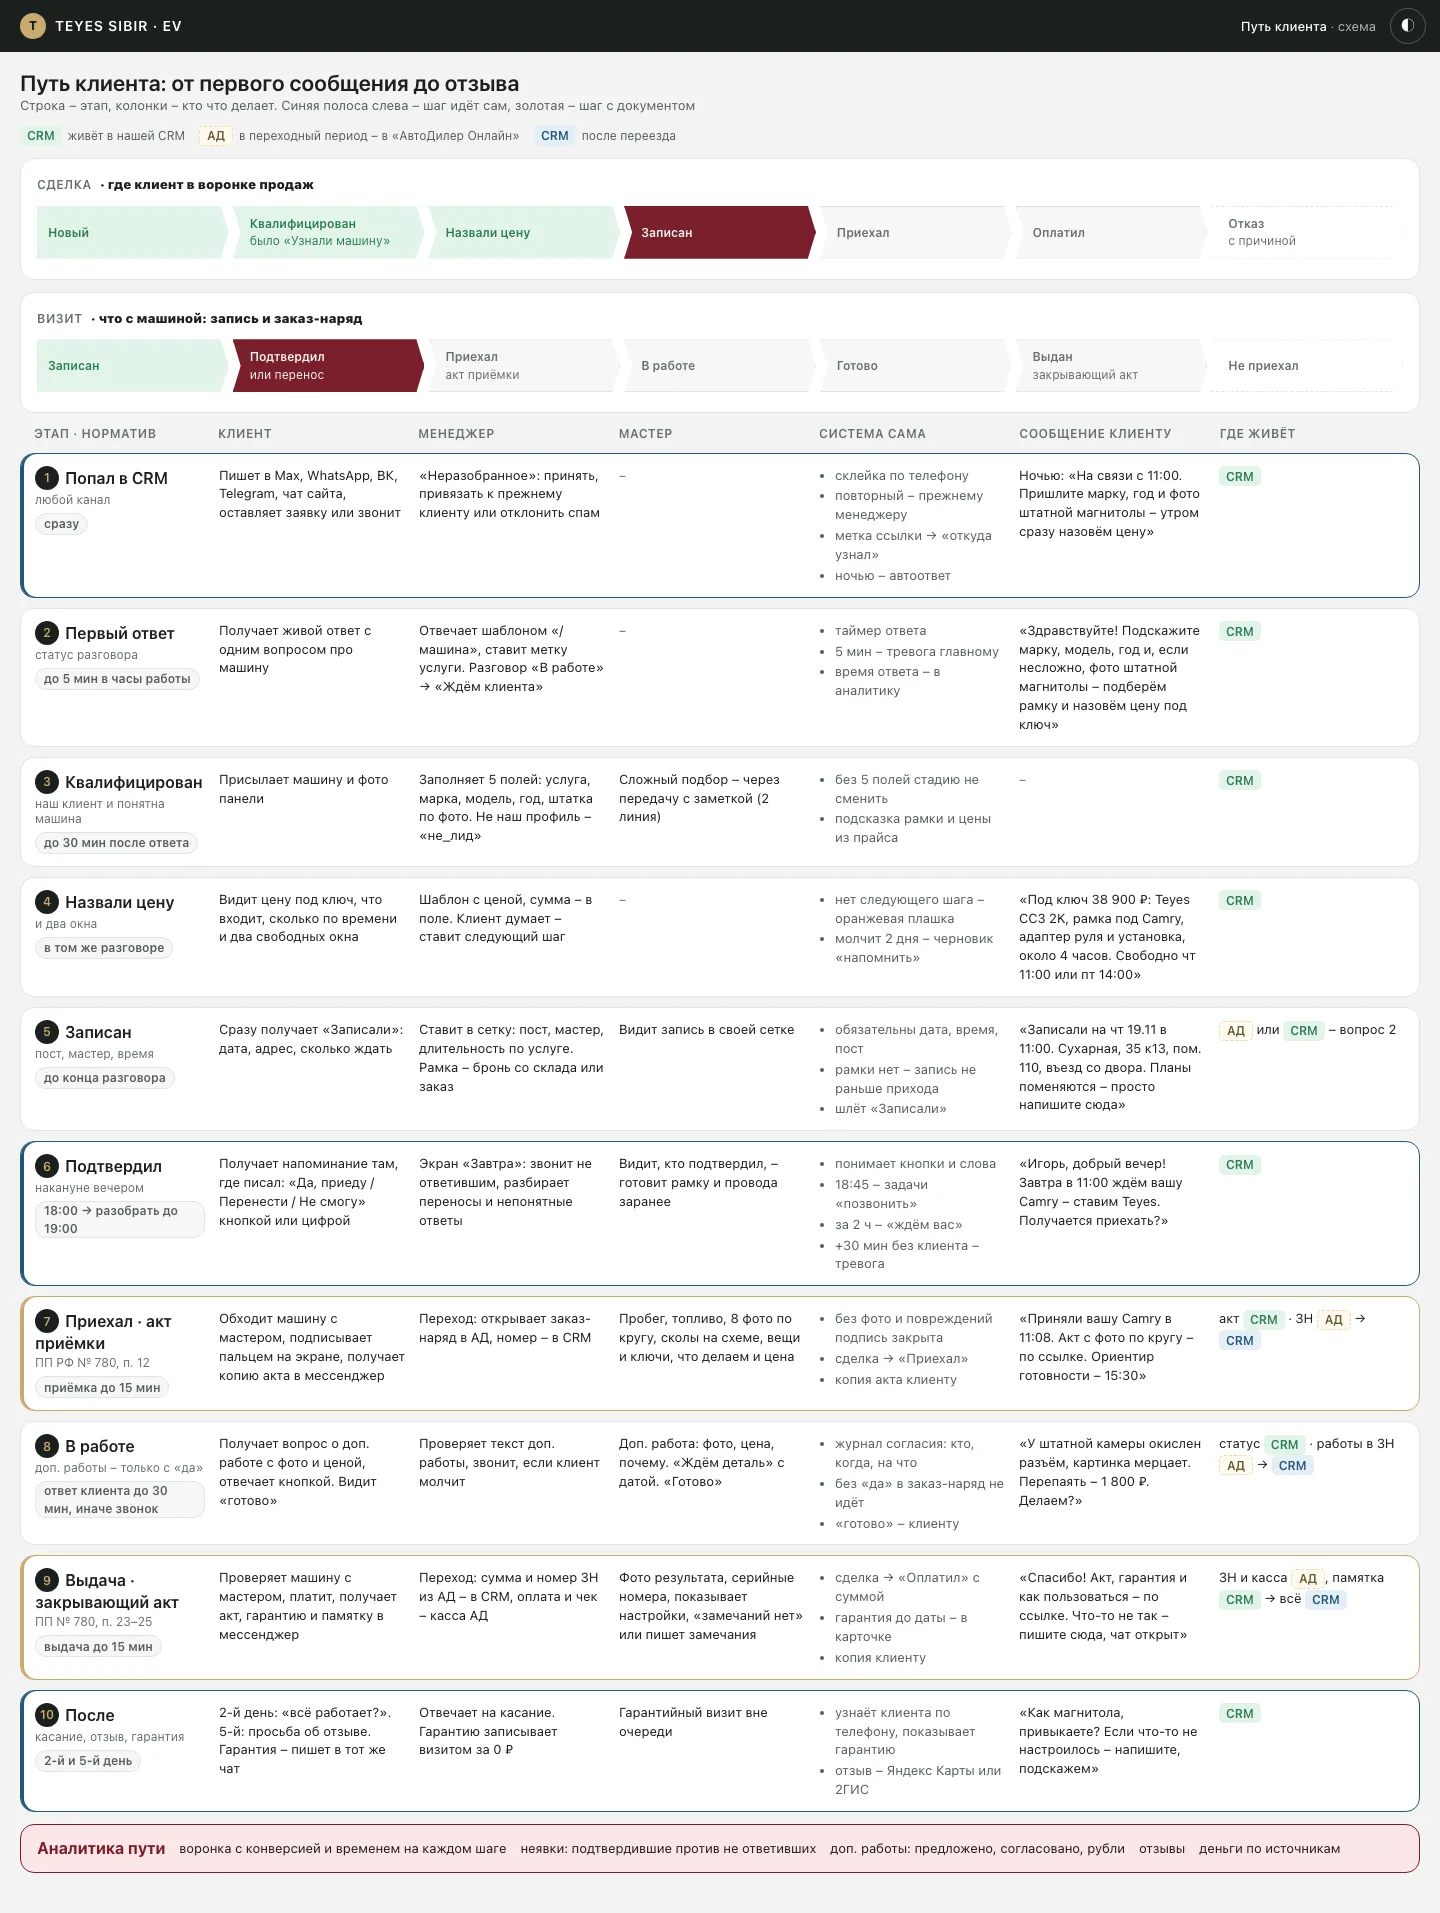 T TEYES SIBIR · EV
Путь клиента · схема
Путь клиента: от первого сообщения до отзыва
Строка – этап, колонки – кто что делает. Синяя полоса слева – шаг идёт сам, золотая – шаг с документом
CRM живёт в нашей CRM АД в переходный период – в «АвтоДилер Онлайн» CRM после переезда
СДЕЛКА · где клиент в воронке продаж
Новый
Квалифицирован
было «Узнали машину»
Назвали цену
Записан
Приехал
Оплатил
Отказ
с причиной
ВИЗИТ · что с машиной: запись и заказ-наряд
Записан
Подтвердил
или перенос
Приехал
акт приёмки
В работе
Готово
Выдан
закрывающий акт
Не приехал
ЭТАП · НОРМАТИВ КЛИЕНТ МЕНЕДЖЕР МАСТЕР СИСТЕМА САМА СООБЩЕНИЕ КЛИЕНТУ ГДЕ ЖИВЁТ
1 Попал в CRM
любой канал
сразу
Пишет в Max, WhatsApp, ВК,
Telegram, чат сайта,
оставляет заявку или звонит
«Неразобранное»: принять,
привязать к прежнему
клиенту или отклонить спам
–
• склейка по телефону
• повторный – прежнему
менеджеру
• метка ссылки → «откуда
узнал»
• ночью – автоответ
Ночью: «На связи с 11:00.
Пришлите марку, год и фото
штатной магнитолы – утром
сразу назовём цену»
CRM
2 Первый ответ
статус разговора
до 5 мин в часы работы
Получает живой ответ с
одним вопросом про
машину
Отвечает шаблоном «/
машина», ставит метку
услуги. Разговор «В работе»
→ «Ждём клиента»
–
• таймер ответа
• 5 мин – тревога главному
• время ответа – в
аналитику
«Здравствуйте! Подскажите
марку, модель, год и, если
несложно, фото штатной
магнитолы – подберём
рамку и назовём цену под
ключ»
CRM
3 Квалифицирован
наш клиент и понятна
машина
до 30 мин после ответа
Присылает машину и фото
панели
Заполняет 5 полей: услуга,
марка, модель, год, штатка
по фото. Не наш профиль –
«не_лид»
Сложный подбор – через
передачу с заметкой (2
линия)
• без 5 полей стадию не
сменить
• подсказка рамки и цены
из прайса
–
CRM
4 Назвали цену
и два окна
в том же разговоре
Видит цену под ключ, что
входит, сколько по времени
и два свободных окна
Шаблон с ценой, сумма – в
поле. Клиент думает –
ставит следующий шаг
–
• нет следующего шага –
оранжевая плашка
• молчит 2 дня – черновик
«напомнить»
«Под ключ 38 900 ₽: Teyes
CC3 2K, рамка под Camry,
адаптер руля и установка,
около 4 часов. Свободно чт
11:00 или пт 14:00»
CRM
5 Записан
пост, мастер, время
до конца разговора
Сразу получает «Записали»:
дата, адрес, сколько ждать
Ставит в сетку: пост, мастер,
длительность по услуге.
Рамка – бронь со склада или
заказ
Видит запись в своей сетке
• обязательны дата, время,
пост
• рамки нет – запись не
раньше прихода
• шлёт «Записали»
«Записали на чт 19.11 в
11:00. Сухарная, 35 к13, пом.
110, въезд со двора. Планы
поменяются – просто
напишите сюда»
АД или CRM – вопрос 2
6 Подтвердил
накануне вечером
18:00 → разобрать до
19:00
Получает напоминание там,
где писал: «Да, приеду /
Перенести / Не смогу»
кнопкой или цифрой
Экран «Завтра»: звонит не
ответившим, разбирает
переносы и непонятные
ответы
Видит, кто подтвердил, –
готовит рамку и провода
заранее
• понимает кнопки и слова
• 18:45 – задачи
«позвонить»
• за 2 ч – «ждём вас»
• +30 мин без клиента –
тревога
«Игорь, добрый вечер!
Завтра в 11:00 ждём вашу
Camry – ставим Teyes.
Получается приехать?»
CRM
7 Приехал · акт
приёмки
ПП РФ № 780, п. 12
приёмка до 15 мин
Обходит машину с
мастером, подписывает
пальцем на экране, получает
копию акта в мессенджер
Переход: открывает заказ-
наряд в АД, номер – в CRM
Пробег, топливо, 8 фото по
кругу, сколы на схеме, вещи
и ключи, что делаем и цена
• без фото и повреждений
подпись закрыта
• сделка → «Приехал»
• копия акта клиенту
«Приняли вашу Camry в
11:08. Акт с фото по кругу –
по ссылке. Ориентир
готовности – 15:30»
акт CRM · ЗН АД →
CRM
8 В работе
доп. работы – только с «да»
ответ клиента до 30
мин, иначе звонок
Получает вопрос о доп.
работе с фото и ценой,
отвечает кнопкой. Видит
«готово»
Проверяет текст доп.
работы, звонит, если клиент
молчит
Доп. работа: фото, цена,
почему. «Ждём деталь» с
датой. «Готово»
• журнал согласия: кто,
когда, на что
• без «да» в заказ-наряд не
идёт
• «готово» – клиенту
«У штатной камеры окислен
разъём, картинка мерцает.
Перепаять – 1 800 ₽.
Делаем?»
статус CRM · работы в ЗН
АД → CRM
9 Выдача ·
закрывающий акт
ПП № 780, п. 23–25
выдача до 15 мин
Проверяет машину с
мастером, платит, получает
акт, гарантию и памятку в
мессенджер
Переход: сумма и номер ЗН
из АД – в CRM, оплата и чек
– касса АД
Фото результата, серийные
номера, показывает
настройки, «замечаний нет»
или пишет замечания
• сделка → «Оплатил» с
суммой
• гарантия до даты – в
карточке
• копия клиенту
«Спасибо! Акт, гарантия и
как пользоваться – по
ссылке. Что-то не так –
пишите сюда, чат открыт»
ЗН и касса АД, памятка
CRM → всё CRM
10 После
касание, отзыв, гарантия
2-й и 5-й день
2-й день: «всё работает?».
5-й: просьба об отзыве.
Гарантия – пишет в тот же
чат
Отвечает на касание.
Гарантию записывает
визитом за 0 ₽
Гарантийный визит вне
очереди
• узнаёт клиента по
телефону, показывает
гарантию
• отзыв – Яндекс Карты или
2ГИС
«Как магнитола,
привыкаете? Если что-то не
настроилось – напишите,
подскажем»
CRM
Аналитика пути воронка с конверсией и временем на каждом шаге неявки: подтвердившие против не ответивших доп. работы: предложено, согласовано, рубли отзывы деньги по источникам